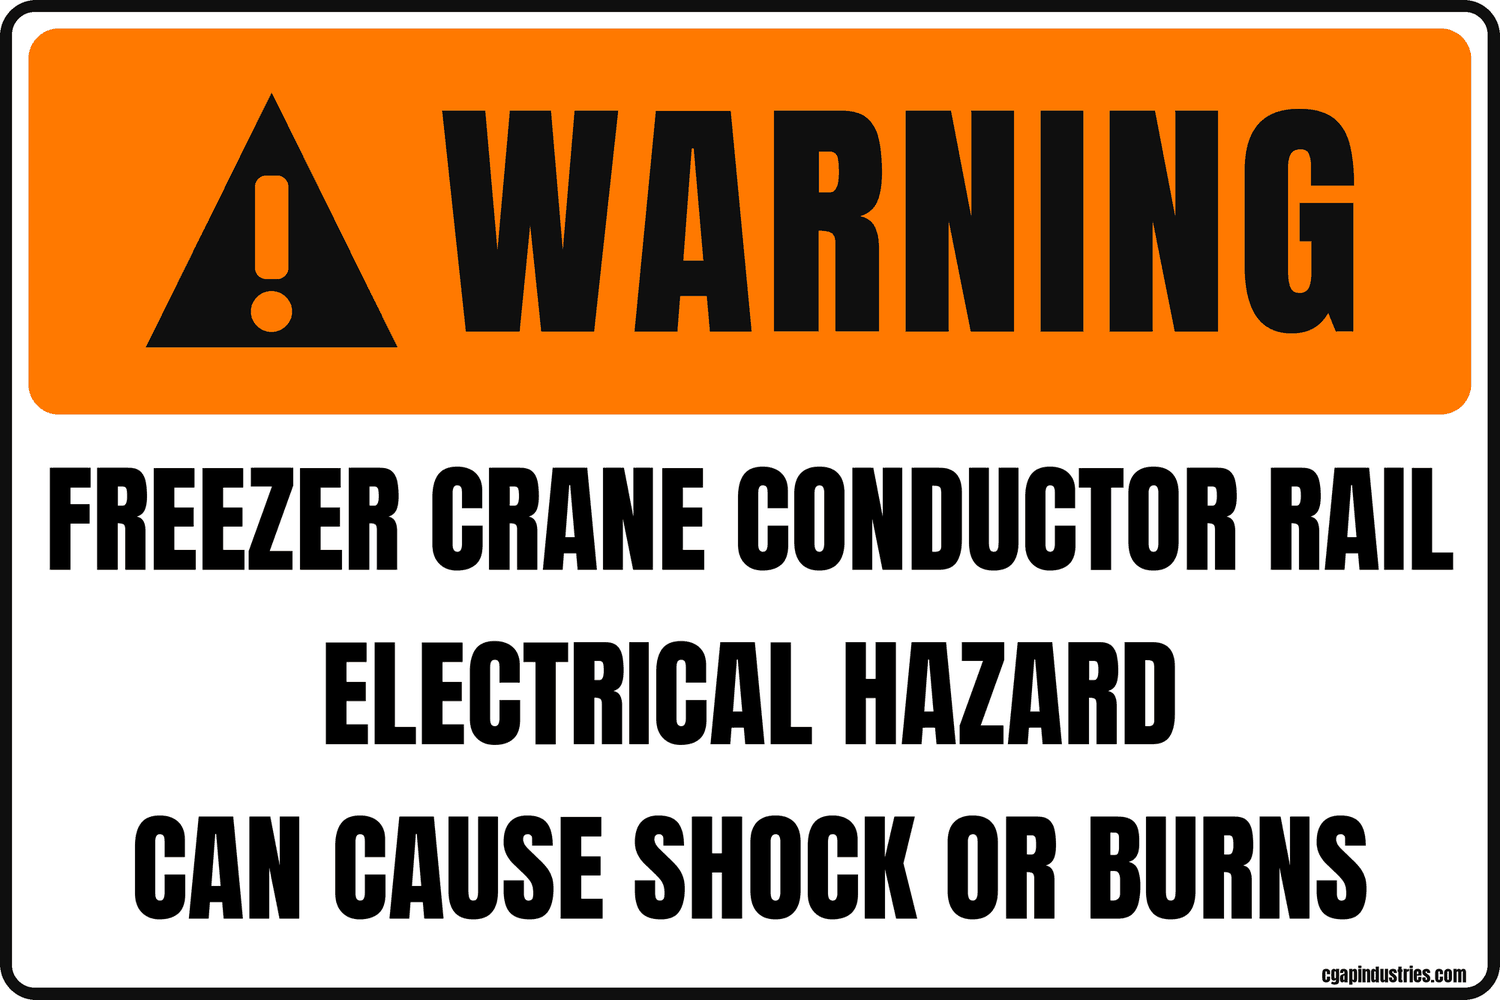 WARNING
FREEZER CRANE CONDUCTOR RAIL
ELECTRICAL HAZARD
CAN CAUSE SHOCK OR BURNS
cgapindustries.com